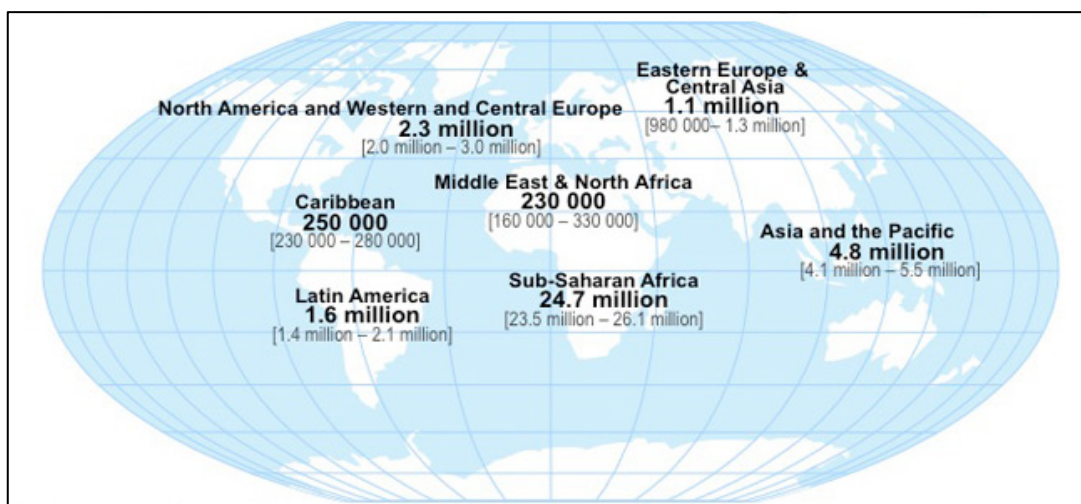 Eastern Europe &
Central Asia
1.1 million
[980 000– 1.3 million]
North America and Western and Central Europe
2.3 million
[2.0 million – 3.0 million]
Middle East & North Africa
230 000
[160 000 – 330 000]
Caribbean
250 000
[230 000 – 280 000]
Asia and the Pacific
4.8 million
[4.1 million – 5.5 million]
Sub-Saharan Africa
24.7 million
[23.5 million – 26.1 million]
Latin America
1.6 million
[1.4 million – 2.1 million]